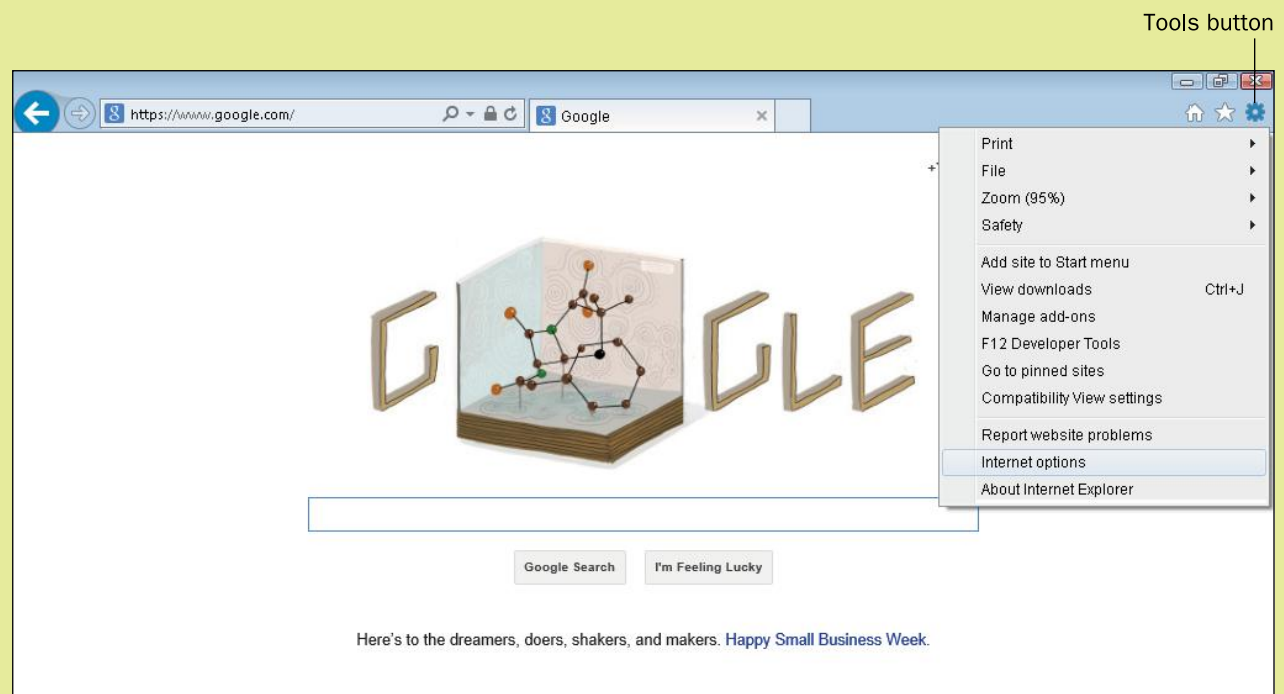 Tools button
https://www.google.com/
Google
Print
File
Zoom (95%)
Safety
Add site to Start menu
View downloads Ctrl+J
Manage add-ons
F12 Developer Tools
Go to pinned sites
Compatibility View settings
Report website problems
Internet options
About Internet Explorer
G GLE
Google Search I'm Feeling Lucky
Here's to the dreamers, doers, shakers, and makers. Happy Small Business Week.